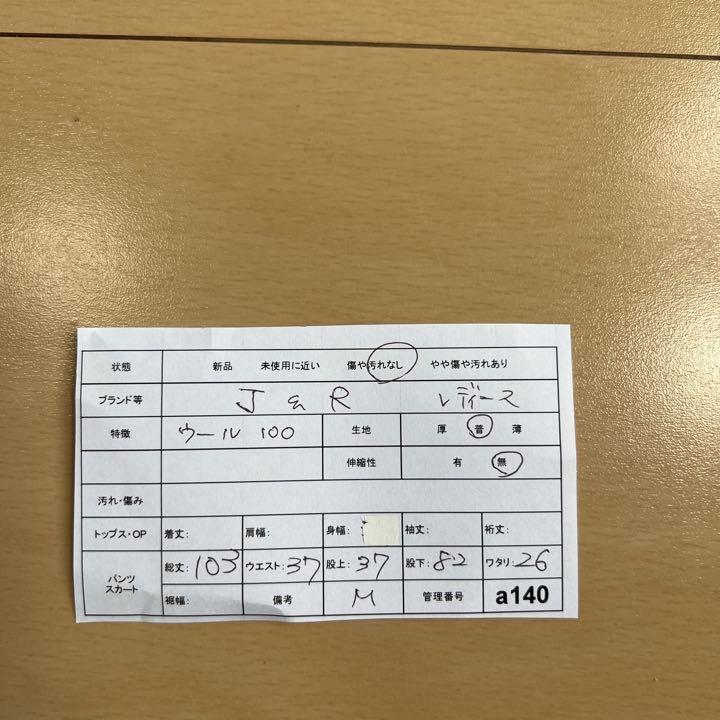 状態 新品 未使用に近い 傷や汚れなし やや傷や汚れあり
ブランド等 J&R レディース
特徴 ウール 100 生地 厚 普 薄
伸縮性 有 無
汚れ・傷み
トップス・OP 着丈: 肩幅: 身幅: 袖丈: 裄丈:
パンツ スカート 総丈: 103 ウエスト: 37 股上: 37 股下: 82 ワタリ: 26
裾幅: 備考 M 管理番号 a140